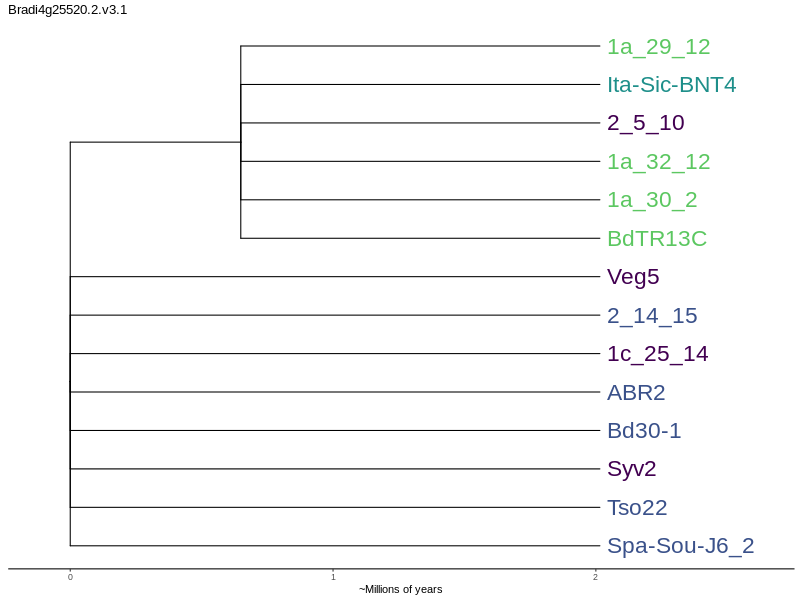 Bradi4g25520.2.v3.1
1a_29_12
Ita-Sic-BNT4
2_5_10
1a_32_12
1a_30_2
BdTR13C
Veg5
2_14_15
1c_25_14
ABR2
Bd30-1
Syv2
Tso22
Spa-Sou-J6_2
0 1 2
~Millions of years